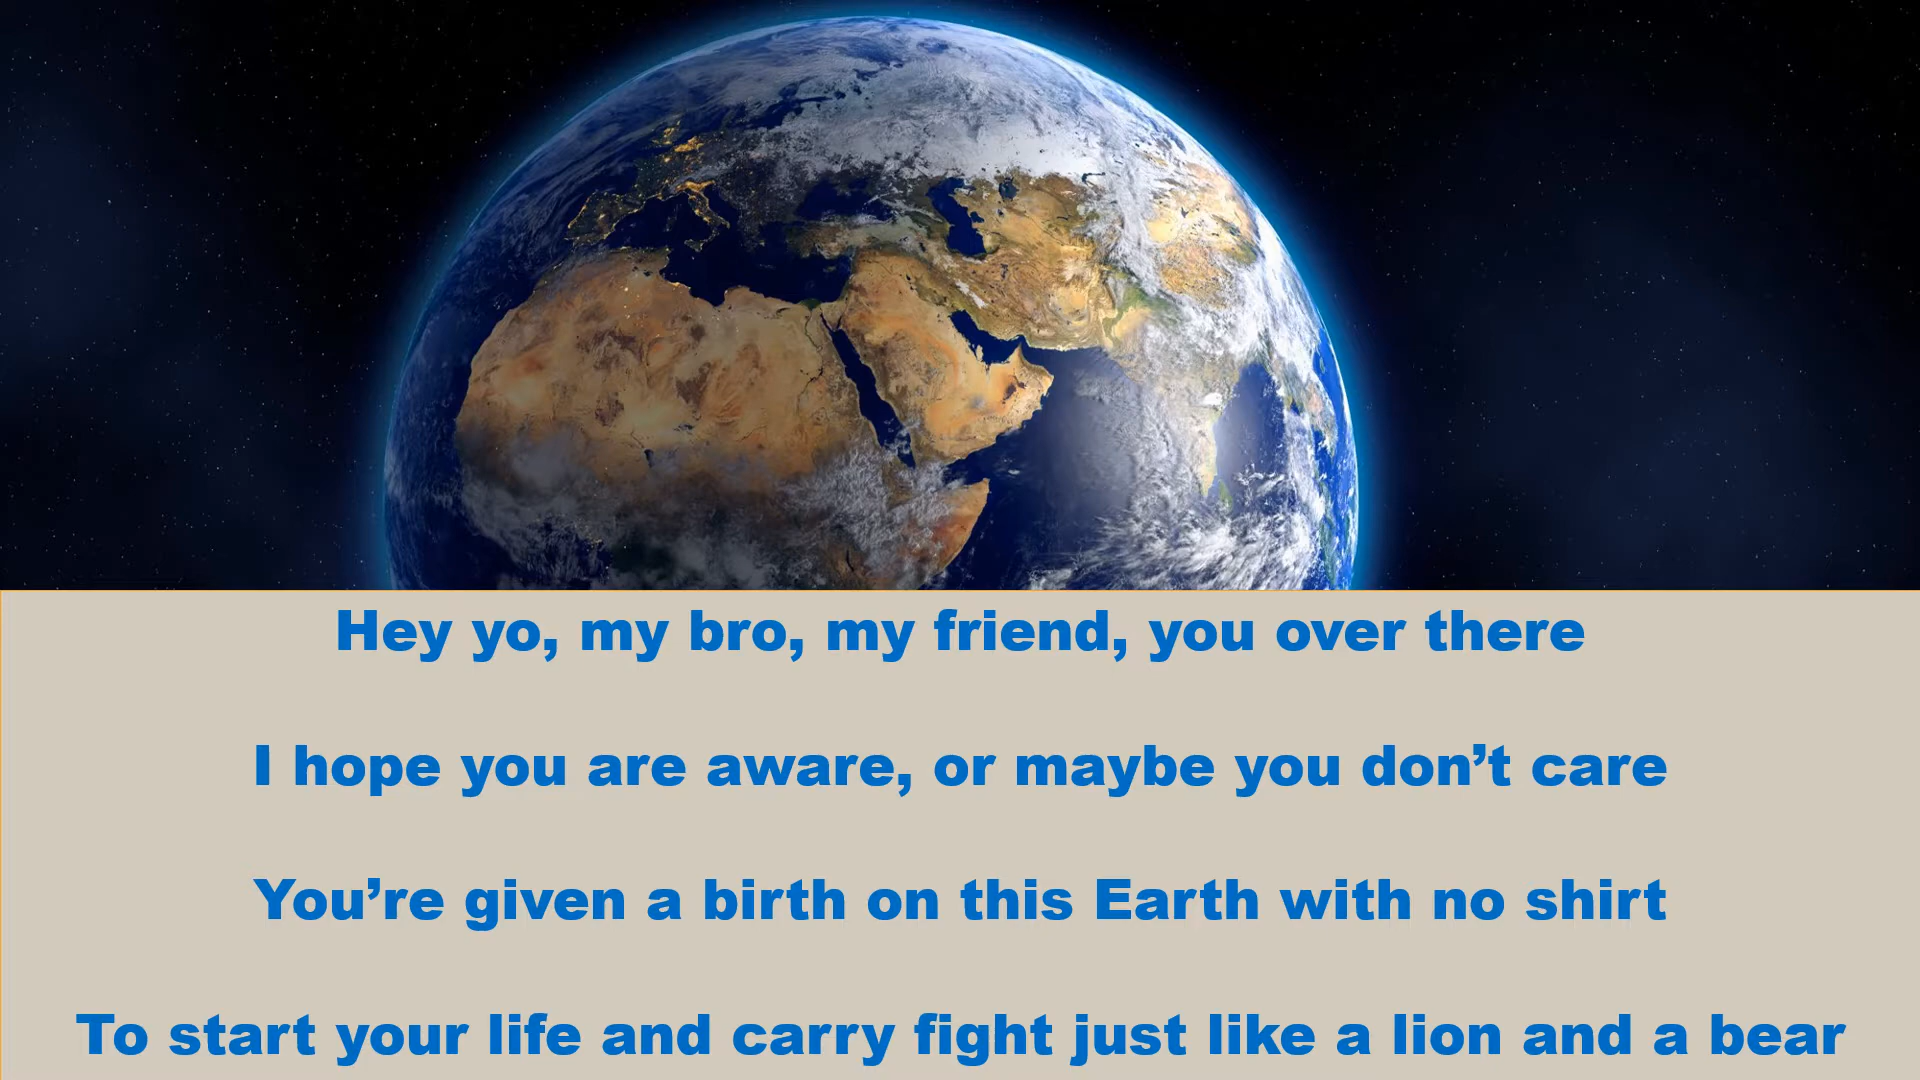 Hey yo, my bro, my friend, you over there
I hope you are aware, or maybe you don’t care
You’re given a birth on this Earth with no shirt
To start your life and carry fight just like a lion and a bear